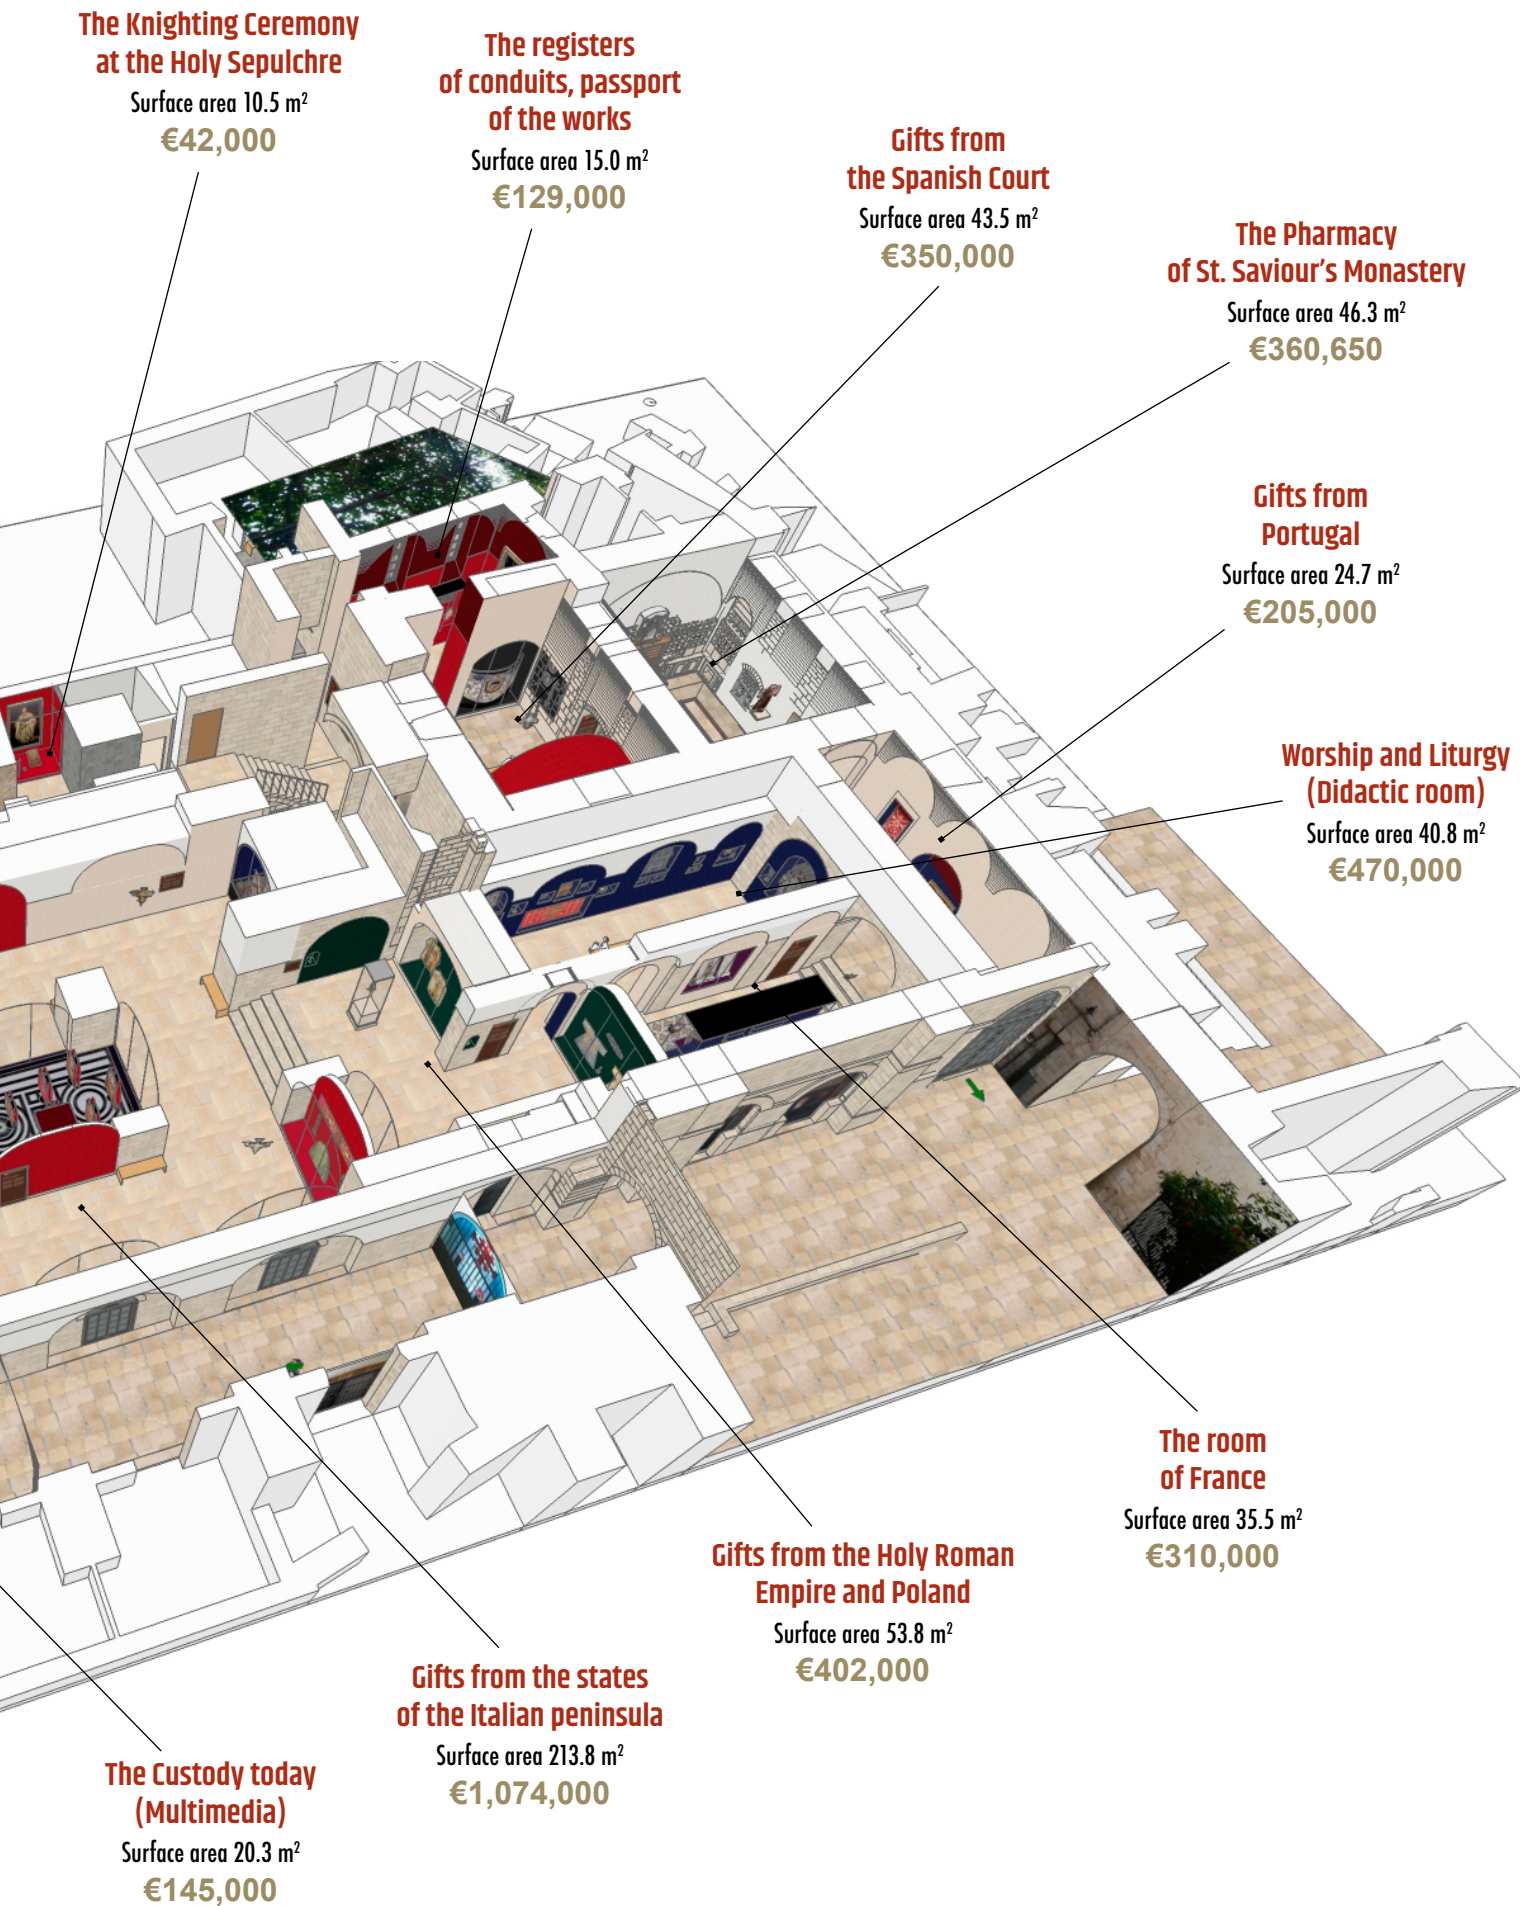 The Knighting Ceremony
at the Holy Sepulchre
Surface area 10.5 m²
€42,000
The registers
of conduits, passport
of the works
Surface area 15.0 m²
€129,000
Gifts from
the Spanish Court
Surface area 43.5 m²
€350,000
The Pharmacy
of St. Saviour’s Monastery
Surface area 46.3 m²
€360,650
Gifts from
Portugal
Surface area 24.7 m²
€205,000
Worship and Liturgy
(Didactic room)
Surface area 40.8 m²
€470,000
The room
of France
Surface area 35.5 m²
€310,000
Gifts from the Holy Roman
Empire and Poland
Surface area 53.8 m²
€402,000
Gifts from the states
of the Italian peninsula
Surface area 213.8 m²
€1,074,000
The Custody today
(Multimedia)
Surface area 20.3 m²
€145,000